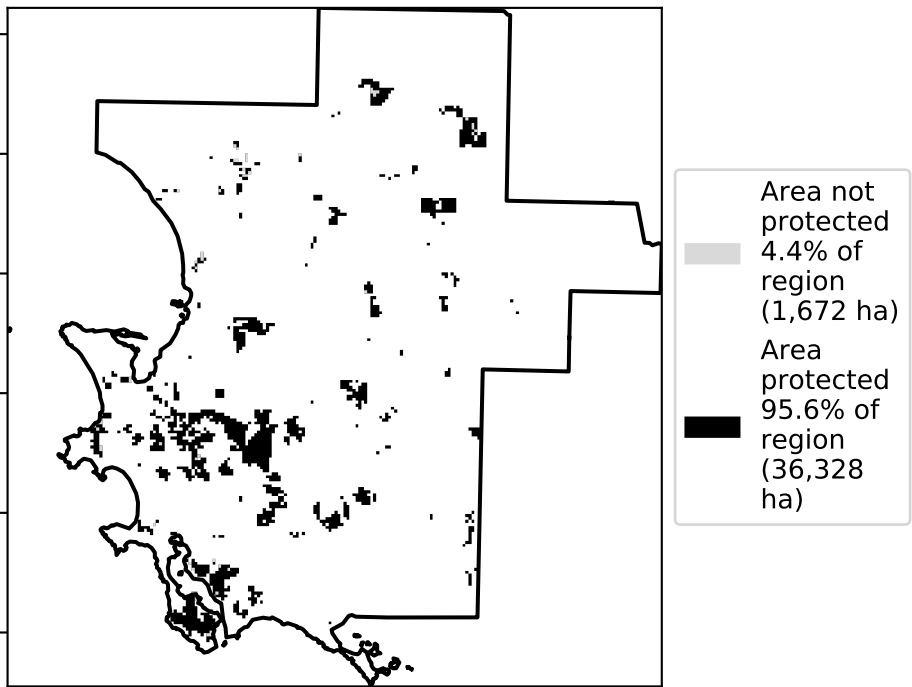 Area not
protected
4.4% of
region
(1,672 ha)
Area
protected
95.6% of
region
(36,328
ha)